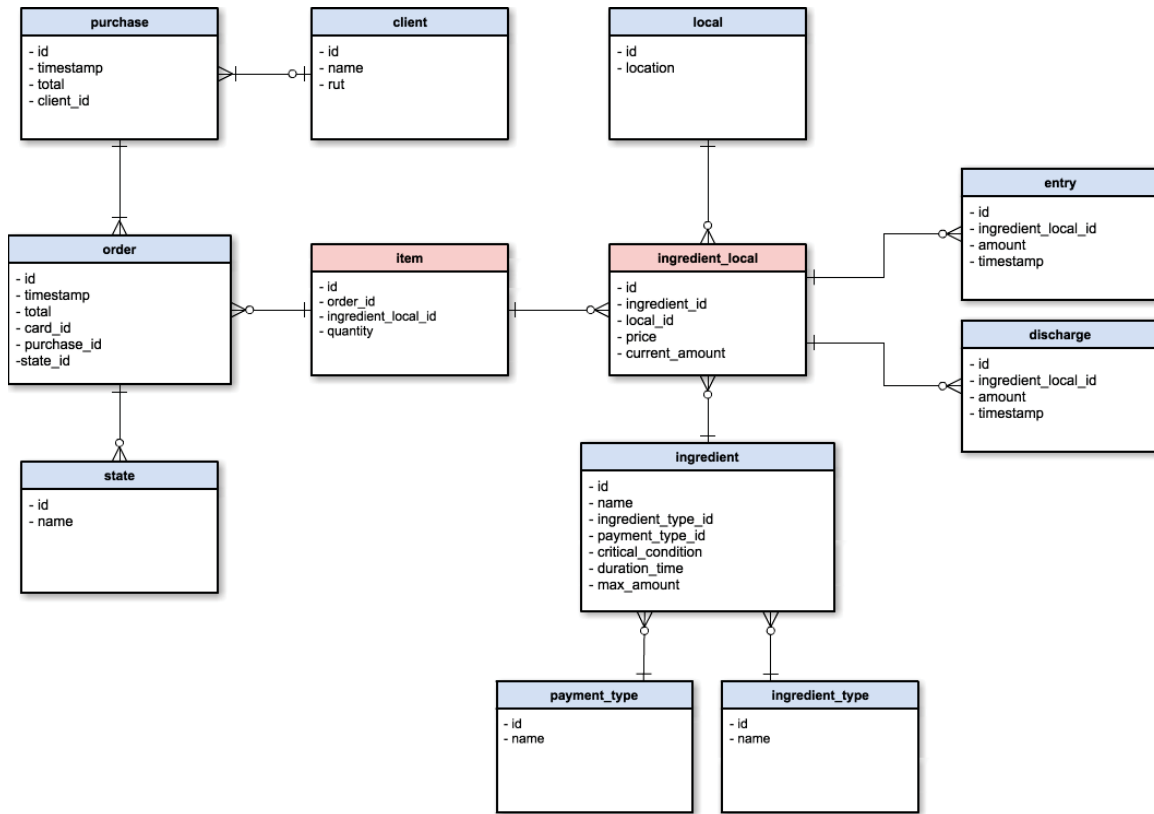 purchase
- id
- timestamp
- total
- client_id
client
- id
- name
- rut
local
- id
- location
entry
- id
- ingredient_local_id
- amount
- timestamp
order
- id
- timestamp
- total
- card_id
- purchase_id
-state_id
item
- id
- order_id
- ingredient_local_id
- quantity
ingredient_local
- id
- ingredient_id
- local_id
- price
- current_amount
discharge
- id
- ingredient_local_id
- amount
- timestamp
state
- id
- name
ingredient
- id
- name
- ingredient_type_id
- payment_type_id
- critical_condition
- duration_time
- max_amount
payment_type
- id
- name
ingredient_type
- id
- name